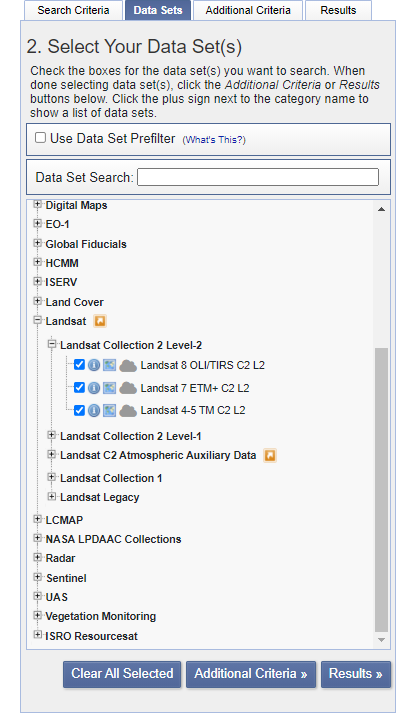 Search Criteria Data Sets Additional Criteria Results
2. Select Your Data Set(s)
Check the boxes for the data set(s) you want to search. When
done selecting data set(s), click the Additional Criteria or Results
buttons below. Click the plus sign next to the category name to
show a list of data sets.
Use Data Set Prefilter (What's This?)
Data Set Search:
Digital Maps
EO-1
Global Fiducials
HCMM
ISERV
Land Cover
Landsat
Landsat Collection 2 Level-2
Landsat 8 OLI/TIRS C2 L2
Landsat 7 ETM+ C2 L2
Landsat 4-5 TM C2 L2
Landsat Collection 2 Level-1
Landsat C2 Atmospheric Auxiliary Data
Landsat Collection 1
Landsat Legacy
LCMAP
NASA LPDAAC Collections
Radar
Sentinel
UAS
Vegetation Monitoring
ISRO Resourcesat
Clear All Selected Additional Criteria » Results »